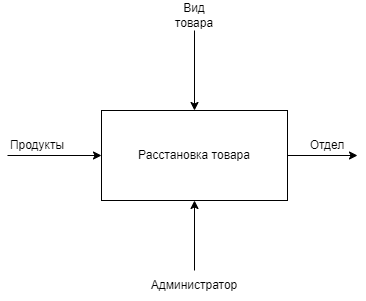 Вид
товара
Продукты
Расстановка товара
Отдел
Администратор